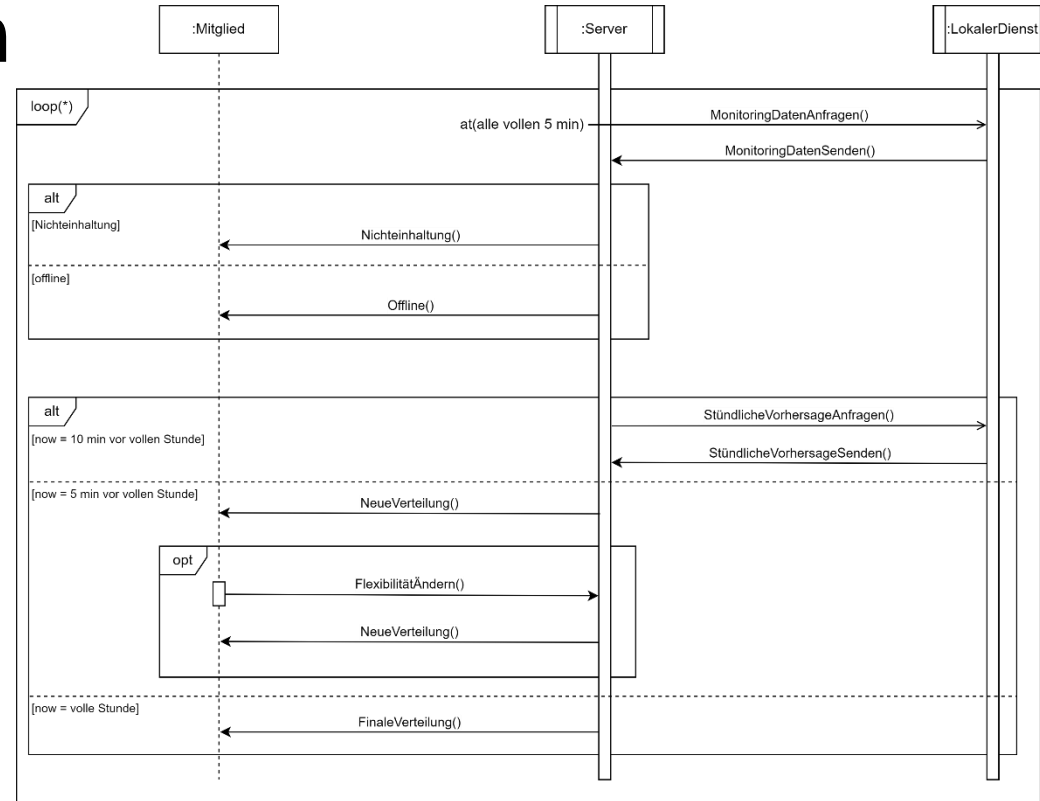 n
:Mitglied
:Server
:LokalerDienst
loop(*)
at(alle vollen 5 min)
MonitoringDatenAnfragen()
MonitoringDatenSenden()
alt
[Nichteinhaltung]
Nichteinhaltung()
[offline]
Offline()
alt
[now = 10 min vor vollen Stunde]
StündlicheVorhersageAnfragen()
StündlicheVorhersageSenden()
[now = 5 min vor vollen Stunde]
NeueVerteilung()
opt
FlexibilitätÄndern()
NeueVerteilung()
[now = volle Stunde]
FinaleVerteilung()